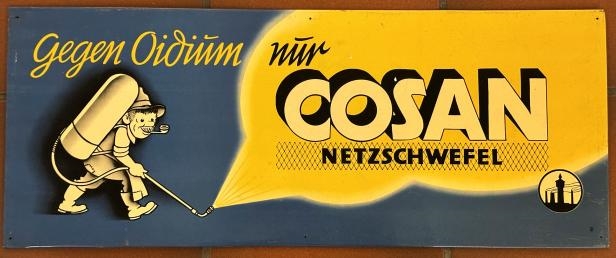 Gegen Oidium nur
COSAN
NETZSCHWEFEL